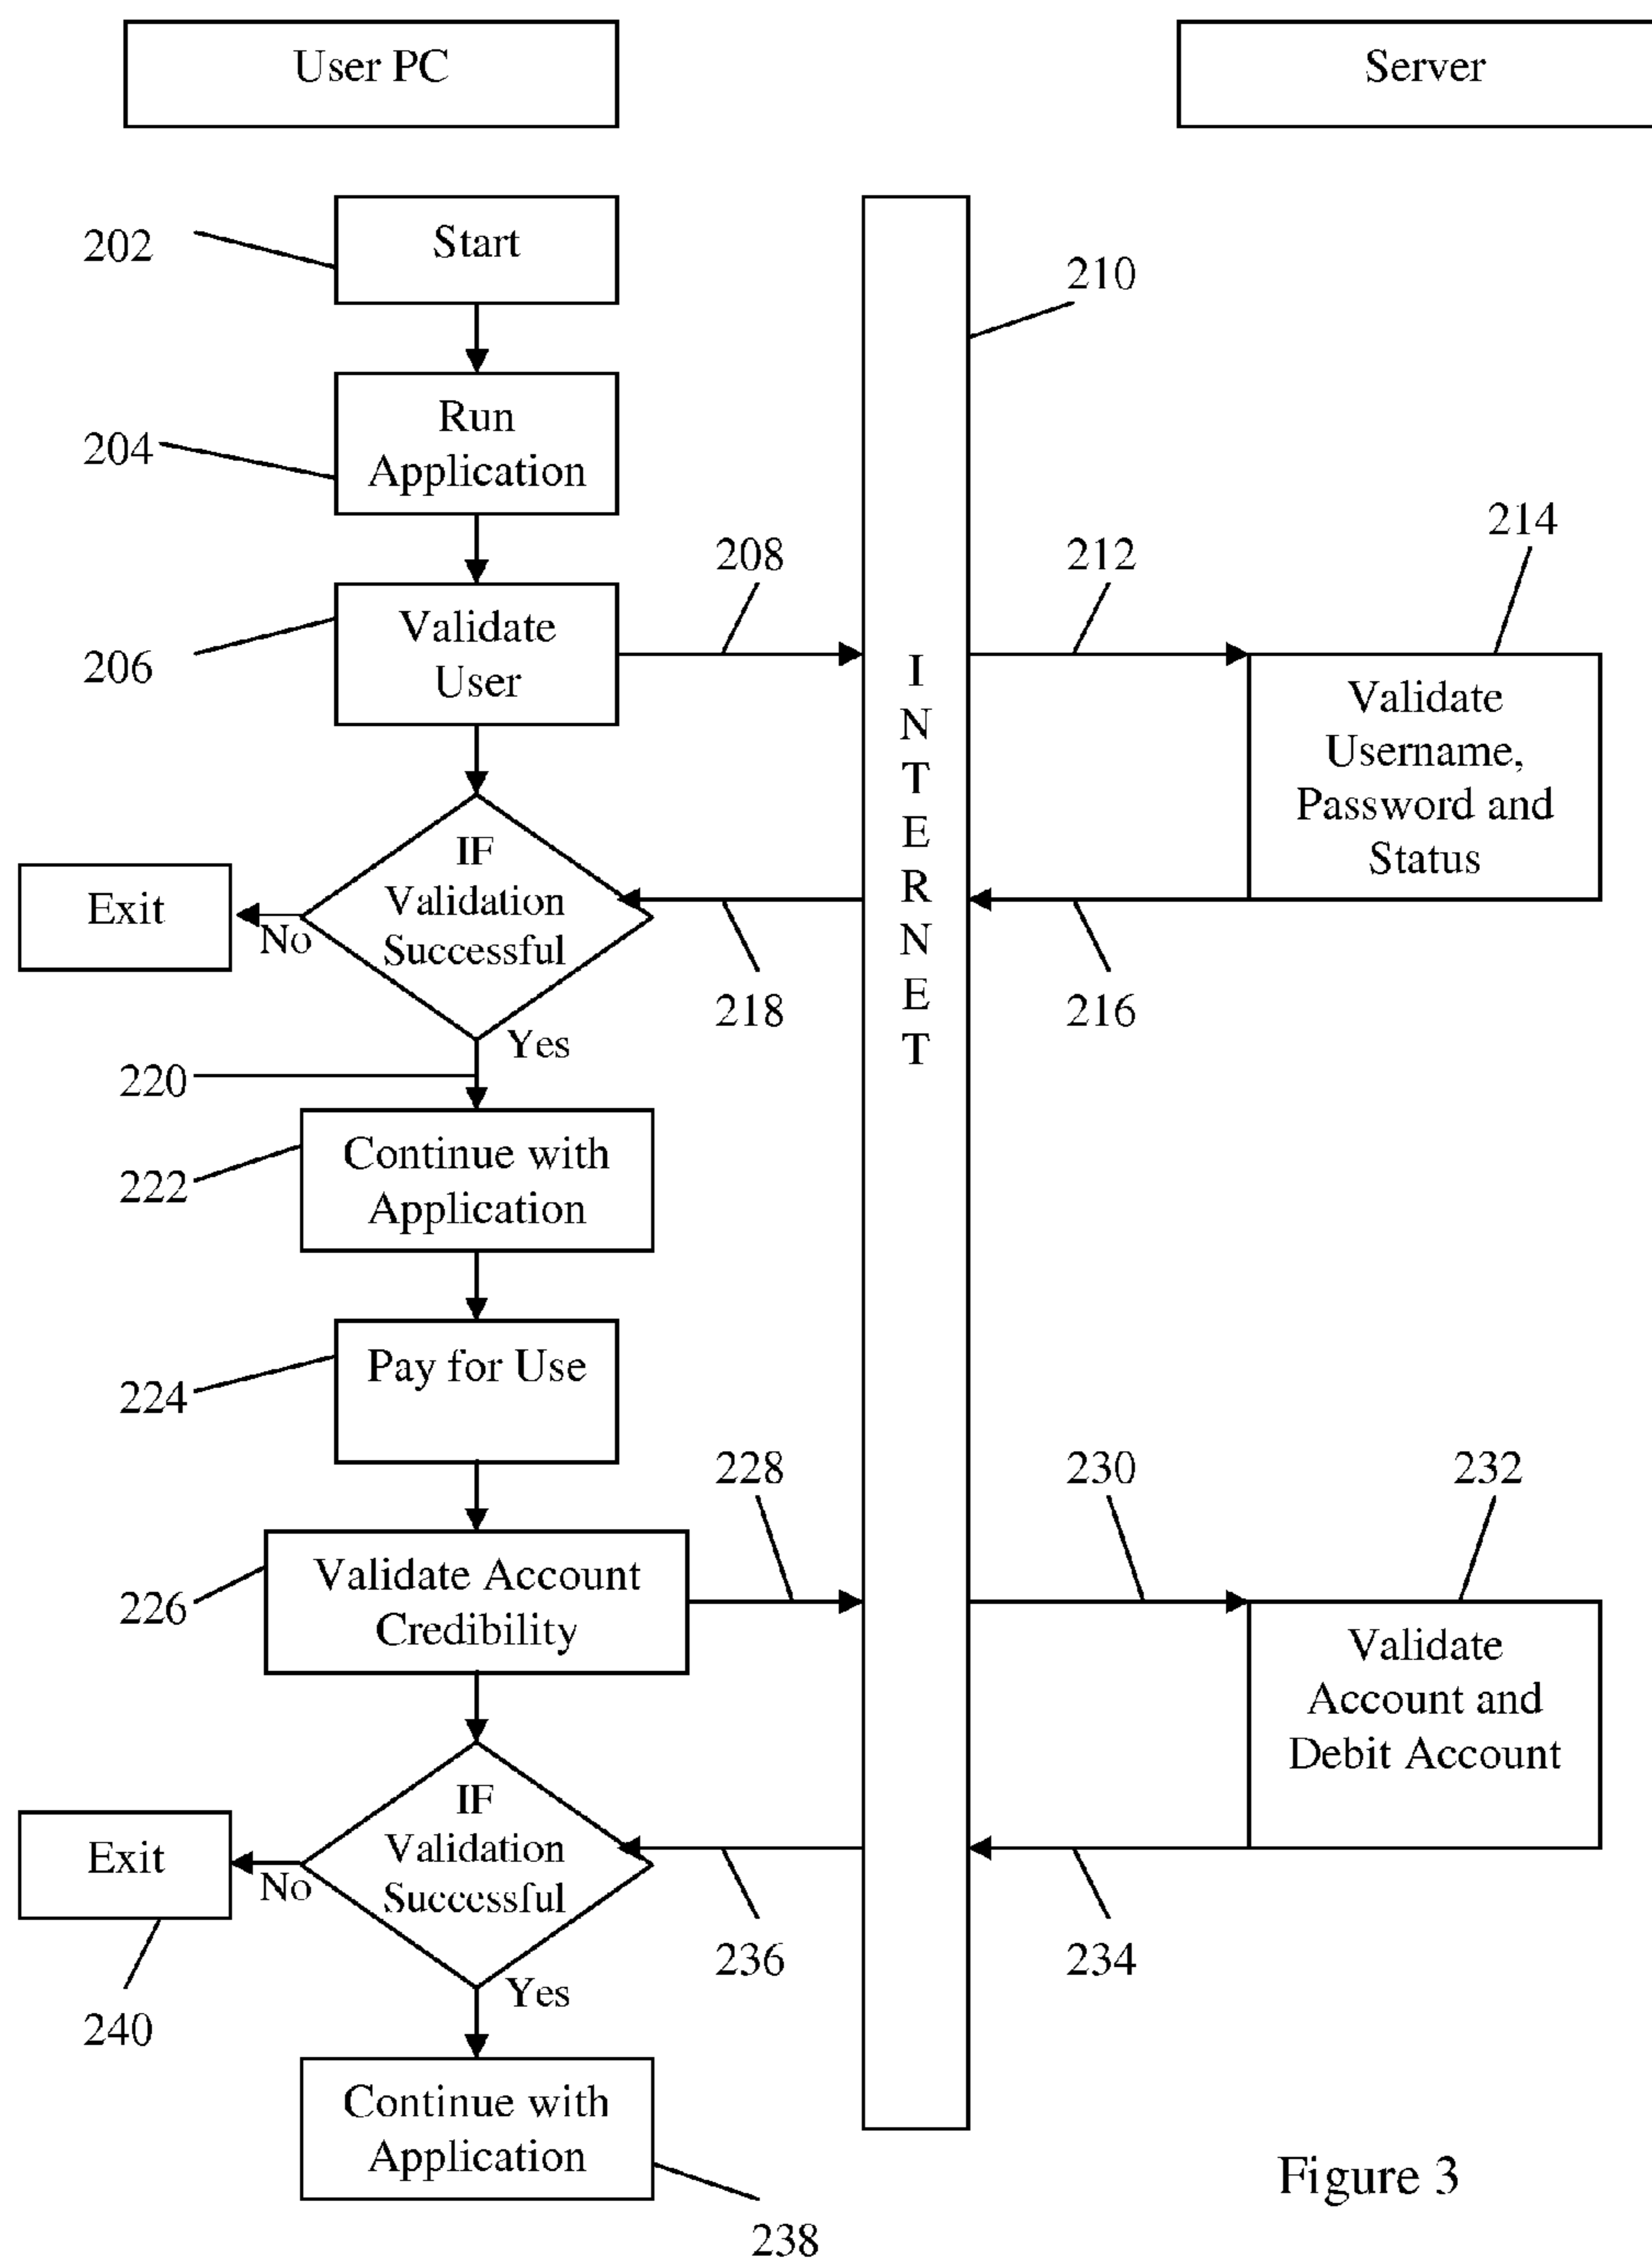 User PC
Server
Start
202
210
Run
Application
204
214
208
212
Validate
User
206
I
N
T
E
R
N
E
T
Validate
Username,
Password and
Status
IF
Validation
Successful
Exit
No
218
216
Yes
220
Continue with
Application
222
Pay for Use
224
228
230
232
Validate Account
Credibility
226
Validate
Account and
Debit Account
IF
Validation
Successful
Exit
No
236
234
Yes
240
Continue with
Application
Figure 3
238